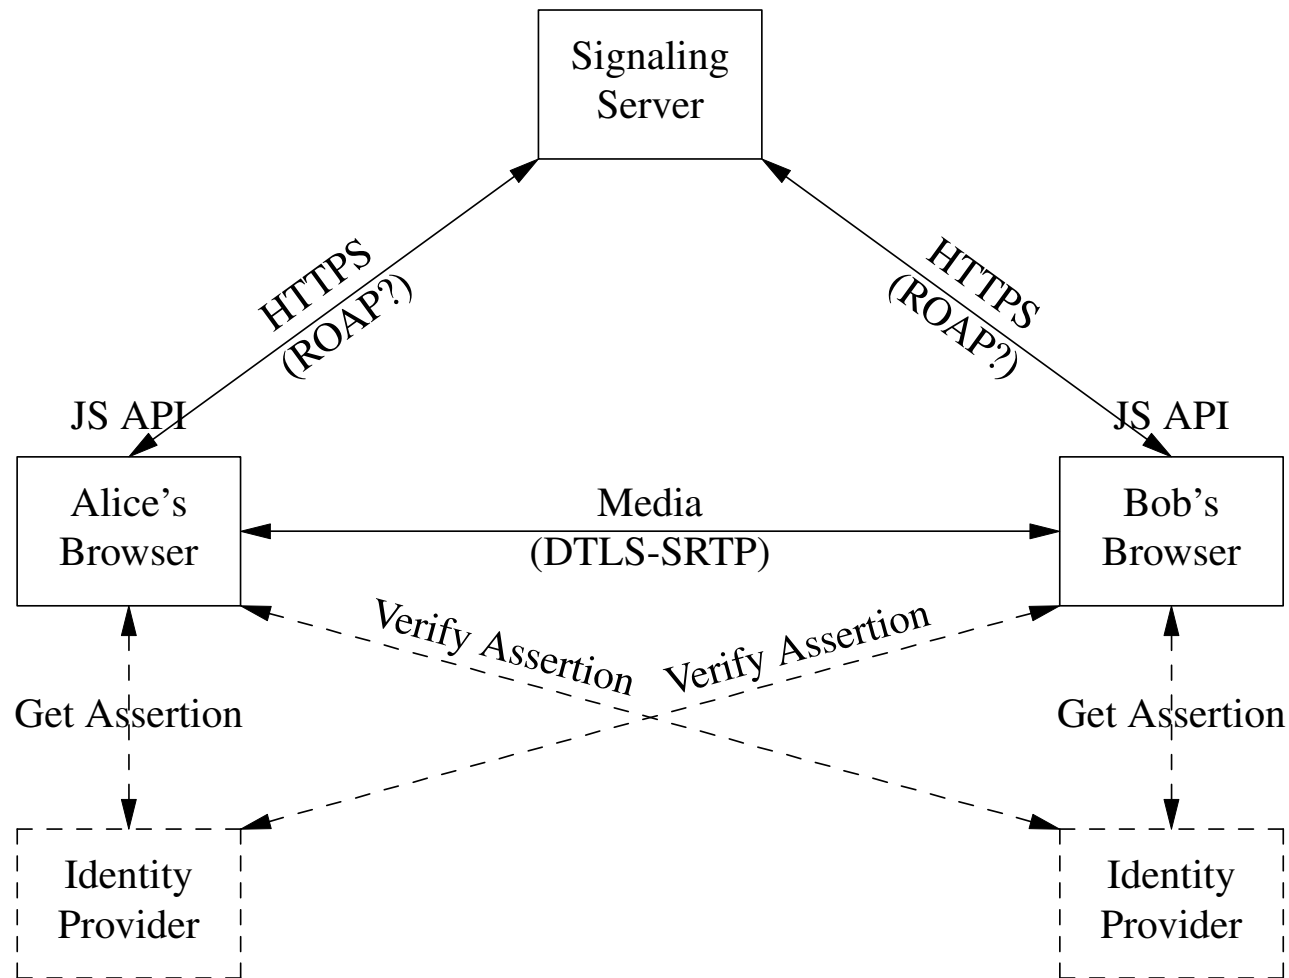 Signaling
Server
HTTPS
(ROAP?)
HTTPS
(ROAP?)
JS API
JS API
Alice’s
Browser
Media
(DTLS-SRTP)
Bob’s
Browser
Verify Assertion
Verify Assertion
Get Assertion
Get Assertion
Identity
Provider
Identity
Provider